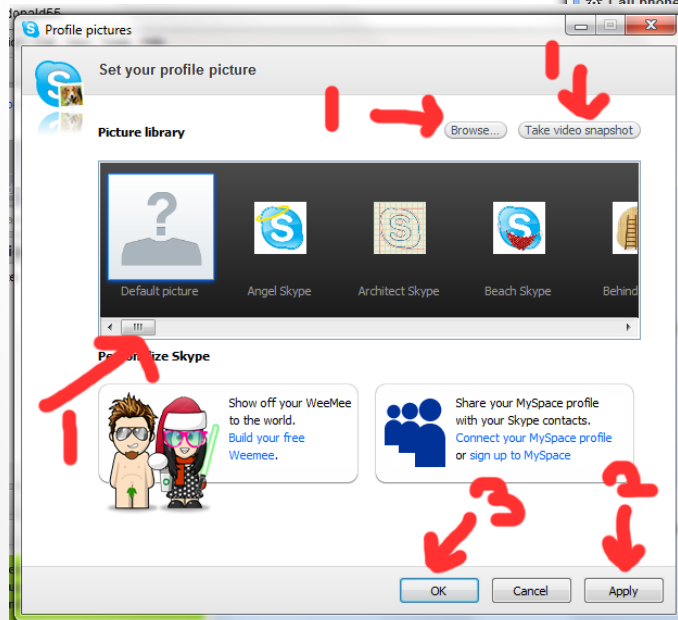 onald55
Call phone
Profile pictures
Set your profile picture
1
1
Picture library
Browse...
Take video snapshot
Default picture
Angel Skype
Architect Skype
Beach Skype
Behind
Personalize Skype
1
Show off your WeeMee
to the world.
Build your free
Weemee.
Share your MySpace profile
with your Skype contacts.
Connect your MySpace profile
or sign up to MySpace
3
2
OK
Cancel
Apply